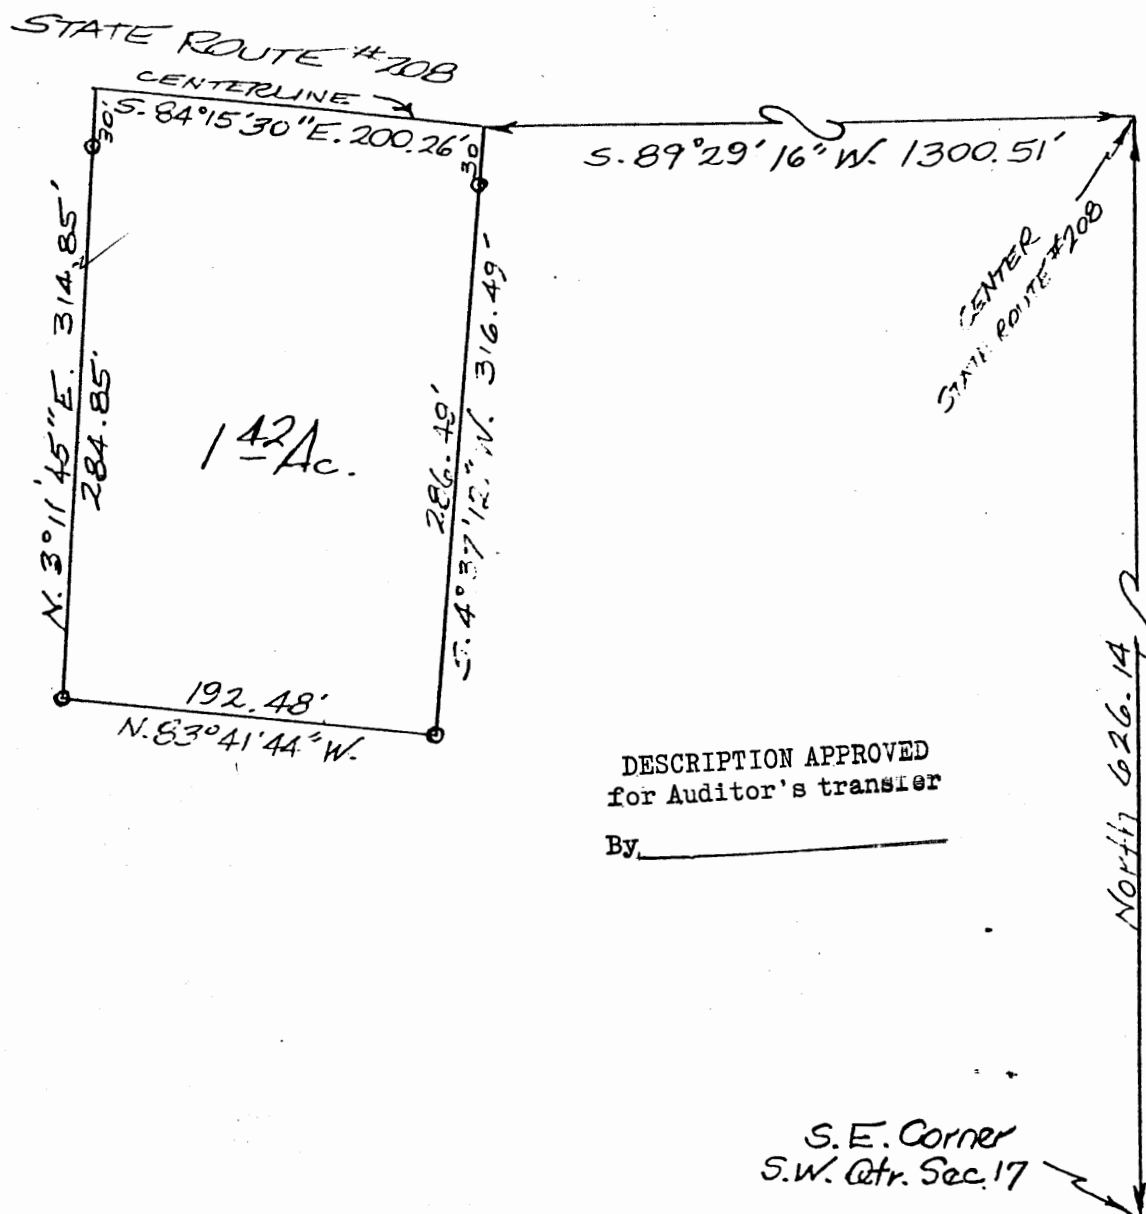 STATE ROUTE #208
CENTERLINE
S. 84°15'30"E. 200.26'
30'
30'
S. 89°29'16" W. 1300.51'
CENTER
STATE ROUTE #208
N. 3°11'45"E. 314.85'
284.85'
1 42 Ac.
286.49'
S. 4°37'12" W. 316.49'
192.48'
N. 83°41'44" W.
North 626.14
DESCRIPTION APPROVED
for Auditor's transfer
By
S.E. Corner
S.W. Qtr. Sec. 17